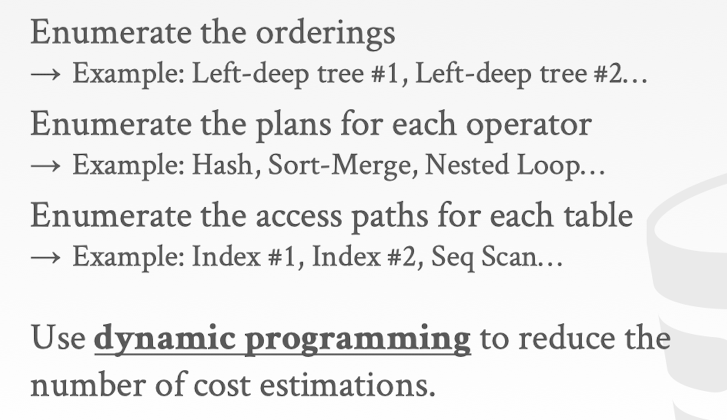 Enumerate the orderings
→ Example: Left-deep tree #1, Left-deep tree #2…
Enumerate the plans for each operator
→ Example: Hash, Sort-Merge, Nested Loop…
Enumerate the access paths for each table
→ Example: Index #1, Index #2, Seq Scan…
Use dynamic programming to reduce the
number of cost estimations.